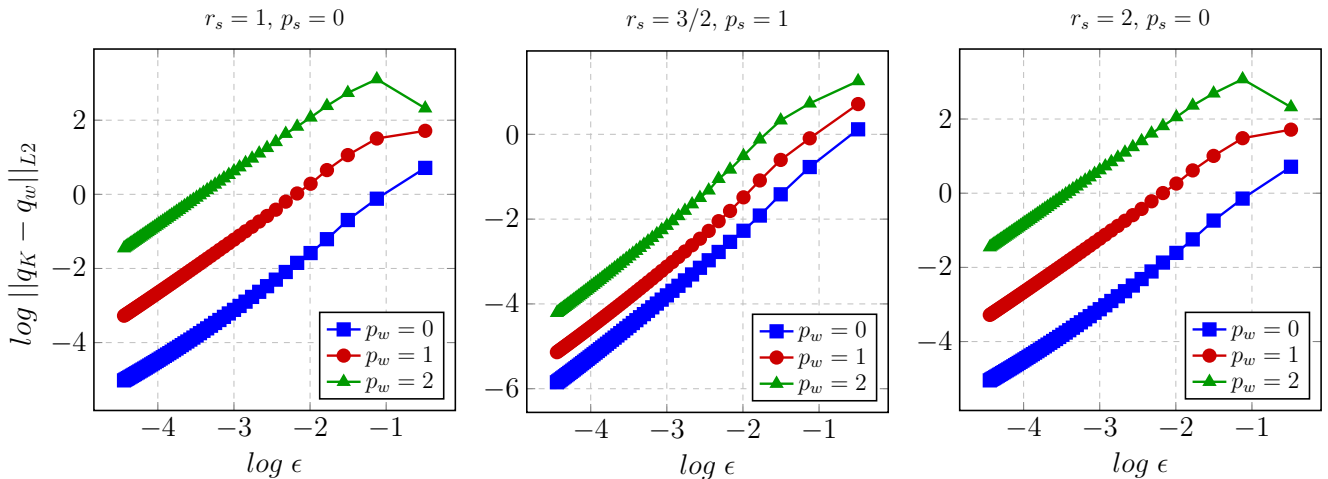 r_s = 1, p_s = 0
r_s = 3/2, p_s = 1
r_s = 2, p_s = 0
log ||q_K − q_w||_{L2}
2
0
−2
−4
−4
−3
−2
−1
log ϵ
p_w = 0
p_w = 1
p_w = 2
0
−2
−4
−6
−4
−3
−2
−1
log ϵ
p_w = 0
p_w = 1
p_w = 2
2
0
−2
−4
−4
−3
−2
−1
log ϵ
p_w = 0
p_w = 1
p_w = 2